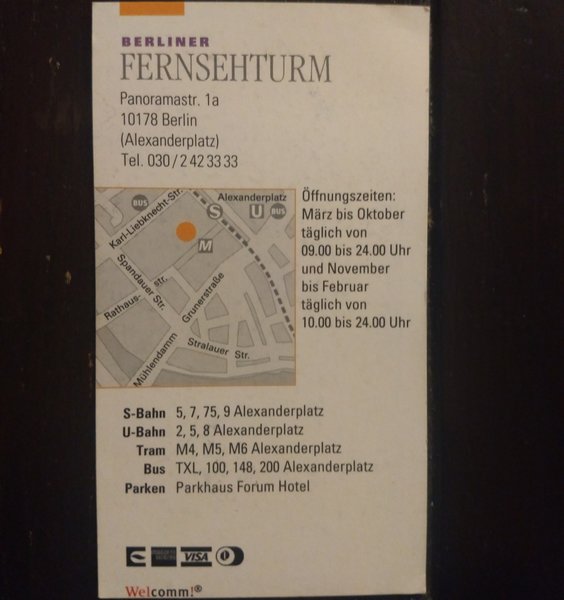 BERLINER
FERNSEHTURM
Panoramastr. 1a
10178 Berlin
(Alexanderplatz)
Tel. 030/2 42 33 33
BUS
Karl-Liebknecht-Str.
Alexanderplatz
S
U
BUS
M
Spandauer Str.
Rathaus-
str.
Grunerstraße
Mühlendamm
Stralauer Str.
Öffnungszeiten:
März bis Oktober
täglich von
09.00 bis 24.00 Uhr
und November
bis Februar
täglich von
10.00 bis 24.00 Uhr
S-Bahn 5, 7, 75, 9 Alexanderplatz
U-Bahn 2, 5, 8 Alexanderplatz
Tram M4, M5, M6 Alexanderplatz
Bus TXL, 100, 148, 200 Alexanderplatz
Parken Parkhaus Forum Hotel
VISA
Welcomm!®